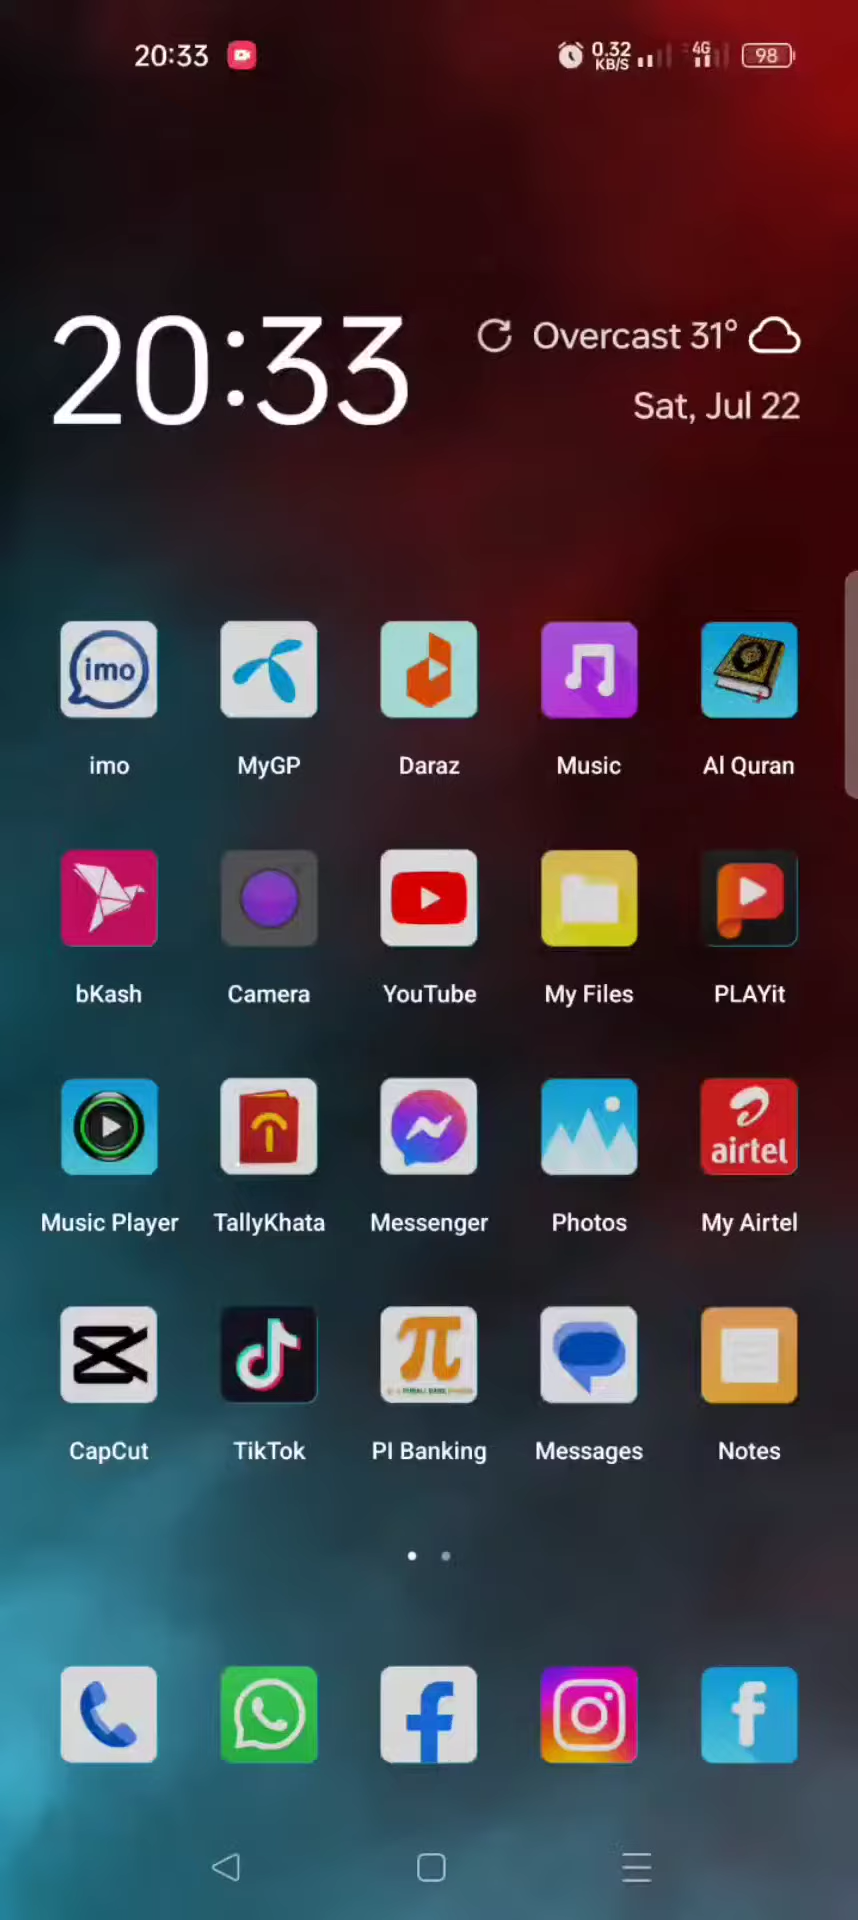 20:33
0.32
KB/S
4G
98
20:33
Overcast 31°
Sat, Jul 22
imo
imo
MyGP
Daraz
Music
Al Quran
bKash
Camera
YouTube
My Files
PLAYit
airtel
Music Player
TallyKhata
Messenger
Photos
My Airtel
π
CapCut
TikTok
PI Banking
Messages
Notes